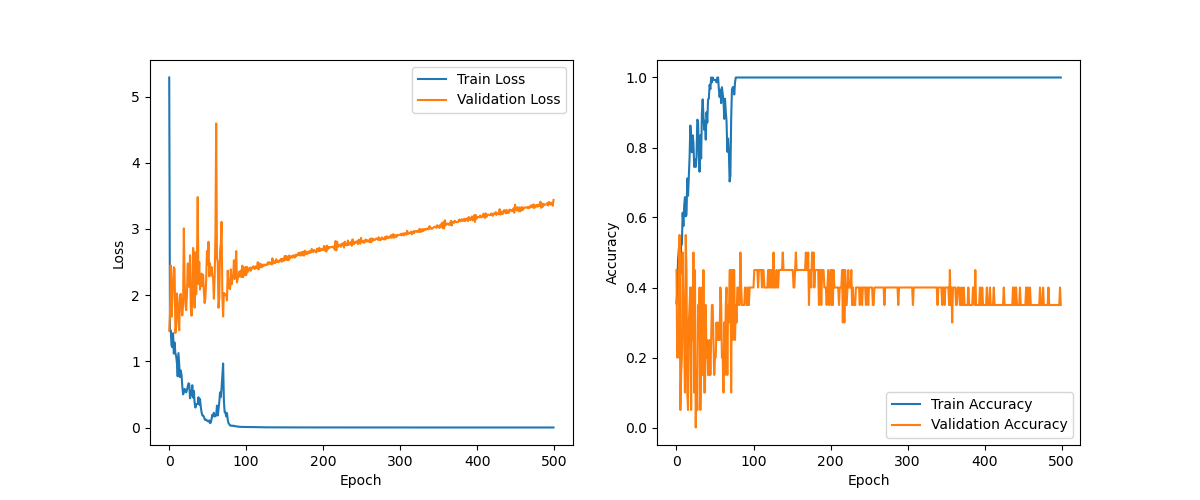 Train Loss
Validation Loss
5
4
3
2
1
0
Loss
0 100 200 300 400 500
Epoch
1.0
0.8
0.6
0.4
0.2
0.0
Accuracy
Train Accuracy
Validation Accuracy
0 100 200 300 400 500
Epoch